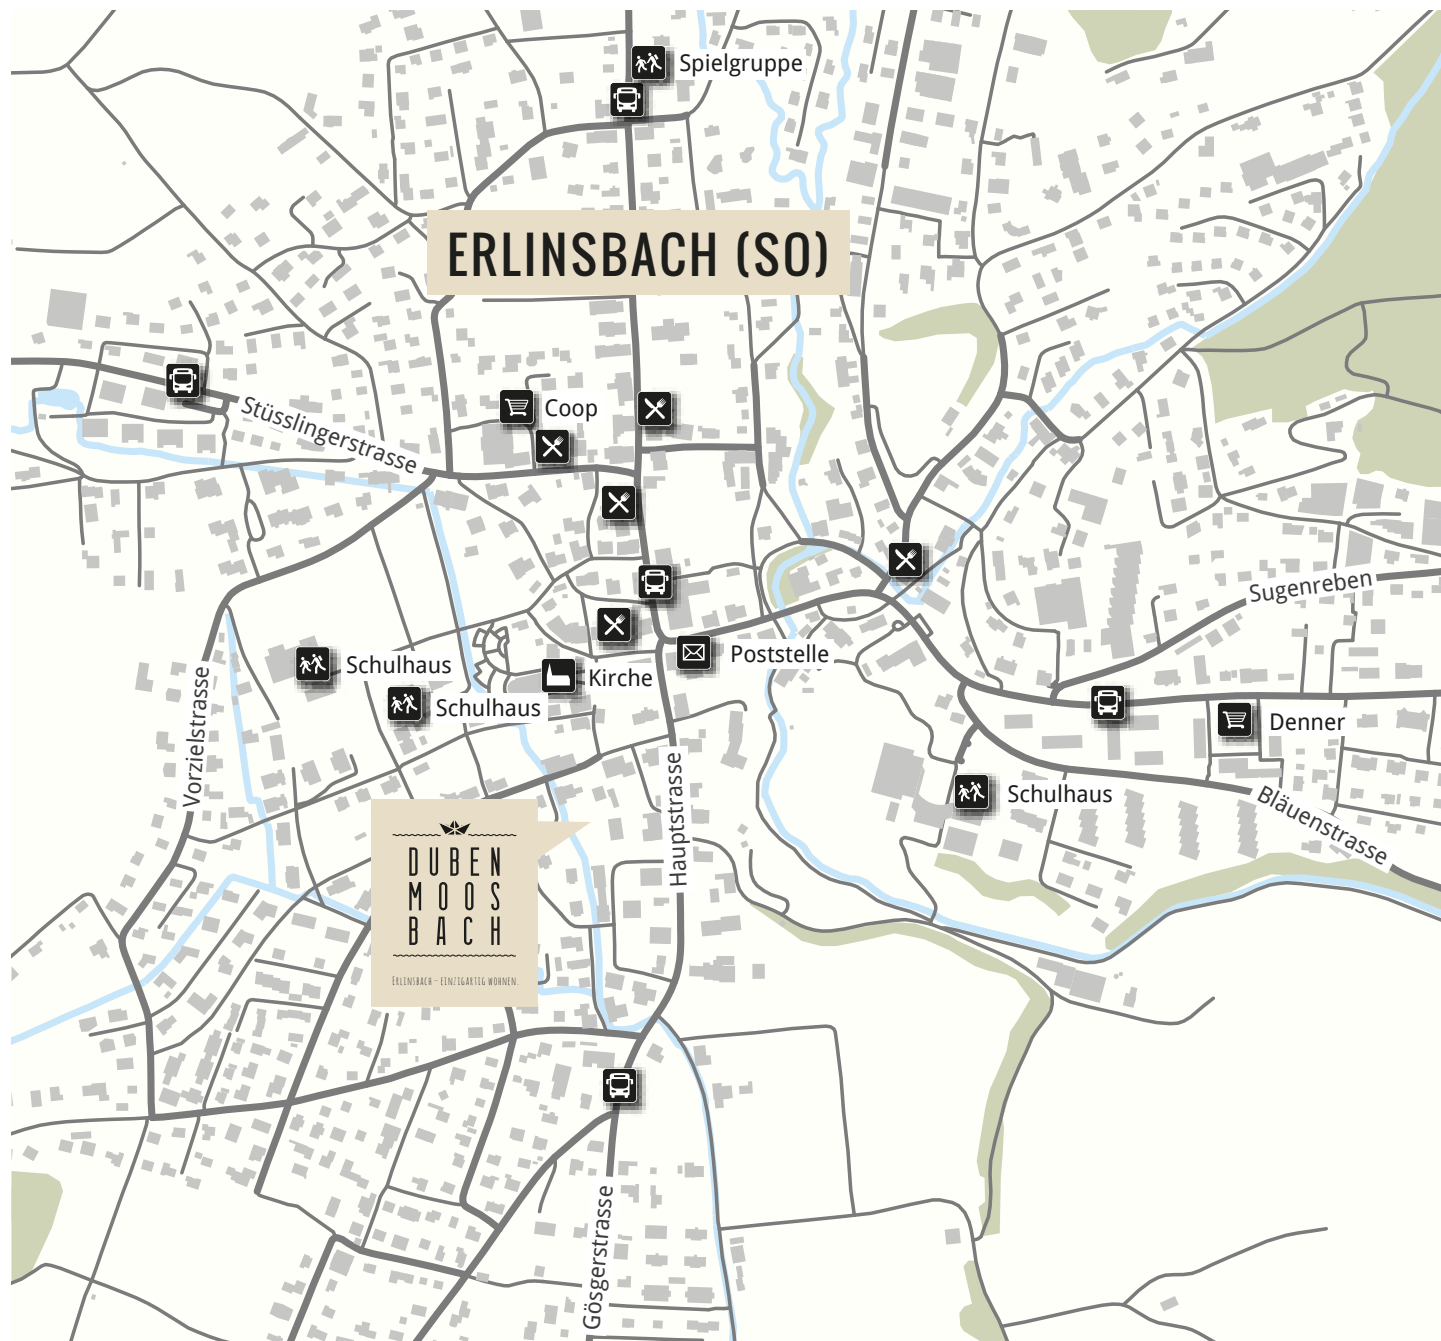 Spielgruppe
ERLINSBACH (SO)
Stüsslingerstrasse
Coop
Sugenreben
Schulhaus
Poststelle
Kirche
Schulhaus
Vorzielstrasse
Denner
Hauptstrasse
Schulhaus
Bläuenstrasse
DUBEN
MOOS
BACH
ERLINSBACH – EINZIGARTIG WOHNEN.
Gösgerstrasse